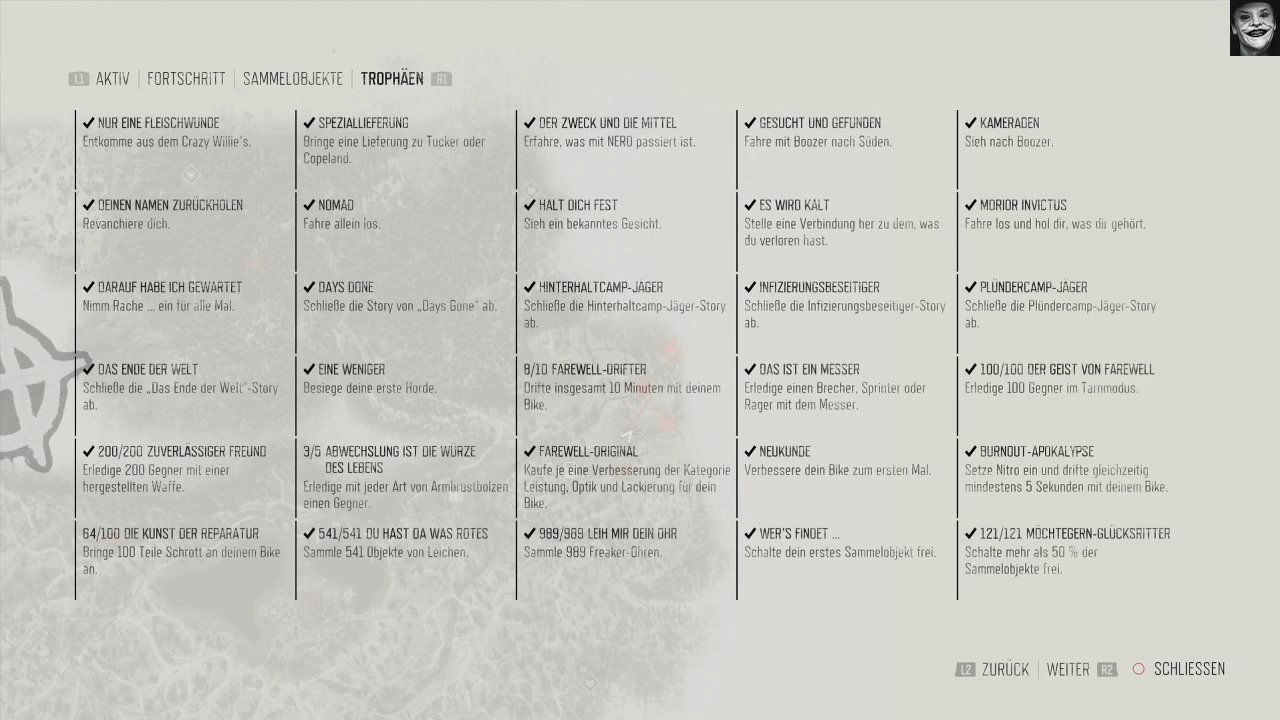 L1 AKTIV FORTSCHRITT SAMMELOBJEKTE TROPHÄEN R1
NUR EINE FLEISCHWUNDE
Entkomme aus dem Crazy Willie's.
SPEZIALLIEFERUNG
Bringe eine Lieferung zu Tucker oder
Copeland.
DER ZWECK UND DIE MITTEL
Erfahre, was mit NERO passiert ist.
GESUCHT UND GEFUNDEN
Fahre mit Boozer nach Süden.
KAMERADEN
Sieh nach Boozer.
DEINEN NAMEN ZURÜCKHOLEN
Revanchiere dich.
NOMAD
Fahre allein los.
HALT DICH FEST
Sieh ein bekanntes Gesicht.
ES WIRD KALT
Stelle eine Verbindung her zu dem, was
du verloren hast.
MORIOR INVICTUS
Fahre los und hol dir, was dir gehört.
DARAUF HABE ICH GEWARTET
Nimm Rache ... ein für alle Mal.
DAYS DONE
Schließe die Story von „Days Gone“ ab.
HINTERHALTCAMP-JÄGER
Schließe die Hinterhaltcamp-Jäger-Story
ab.
INFIZIERUNGSBESEITIGER
Schließe die Infizierungsbeseitiger-Story
ab.
PLÜNDERCAMP-JÄGER
Schließe die Plündercamp-Jäger-Story
ab.
DAS ENDE DER WELT
Schließe die „Das Ende der Welt“-Story
ab.
EINE WENIGER
Besiege deine erste Horde.
8/10 FAREWELL-DRIFTER
Drifte insgesamt 10 Minuten mit deinem
Bike.
DAS IST EIN MESSER
Erledige einen Brecher, Sprinter oder
Rager mit dem Messer.
100/100 DER GEIST VON FAREWELL
Erledige 100 Gegner im Tarnmodus.
200/200 ZUVERLÄSSIGER FREUND
Erledige 200 Gegner mit einer
hergestellten Waffe.
3/5 ABWECHSLUNG IST DIE WÜRZE
DES LEBENS
Erledige mit jeder Art von Armbrustbolzen
einen Gegner.
FAREWELL-ORIGINAL
Kaufe je eine Verbesserung der Kategorie
Leistung, Optik und Lackierung für dein
Bike.
NEUKUNDE
Verbessere dein Bike zum ersten Mal.
BURNOUT-APOKALYPSE
Setze Nitro ein und drifte gleichzeitig
mindestens 5 Sekunden mit deinem Bike.
64/100 DIE KUNST DER REPARATUR
Bringe 100 Teile Schrott an deinem Bike
an.
541/541 DU HAST DA WAS ROTES
Sammle 541 Objekte von Leichen.
989/989 LEIH MIR DEIN OHR
Sammle 989 Freaker-Ohren.
WER'S FINDET ...
Schalte dein erstes Sammelobjekt frei.
121/121 MÖCHTEGERN-GLÜCKSRITTER
Schalte mehr als 50 % der
Sammelobjekte frei.
L2 ZURÜCK WEITER R2 SCHLIESSEN